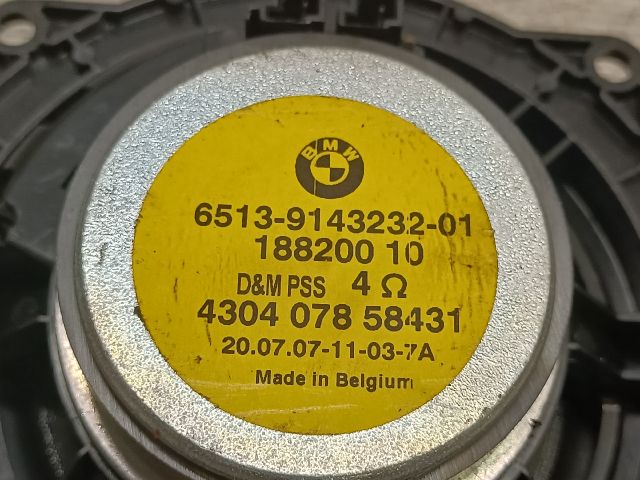 BMW
6513-9143232-01
188200 10
D&M PSS 4 Ω
4304 078 58431
20.07.07-11-03-7A
Made in Belgium